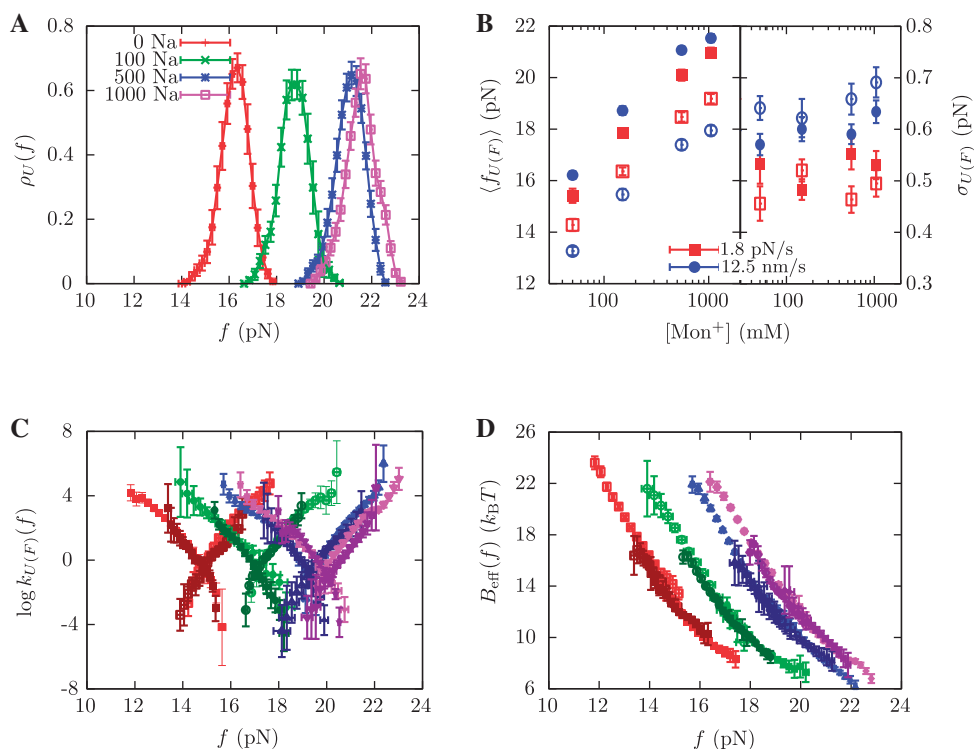 A
ρU(f)
0.8
0.6
0.4
0.2
0
0 Na
100 Na
500 Na
1000 Na
10 12 14 16 18 20 22 24
f (pN)
B
⟨fU(F)⟩ (pN)
22
20
18
16
14
12
1.8 pN/s
12.5 nm/s
100 1000 100 1000
[Mon+] (mM)
0.8
0.7
0.6
0.5
0.4
0.3
σU(F) (pN)
C
log kU(F)(f)
8
4
0
-4
-8
10 12 14 16 18 20 22 24
f (pN)
D
Beff(f) (kBT)
26
22
18
14
10
6
10 12 14 16 18 20 22 24
f (pN)